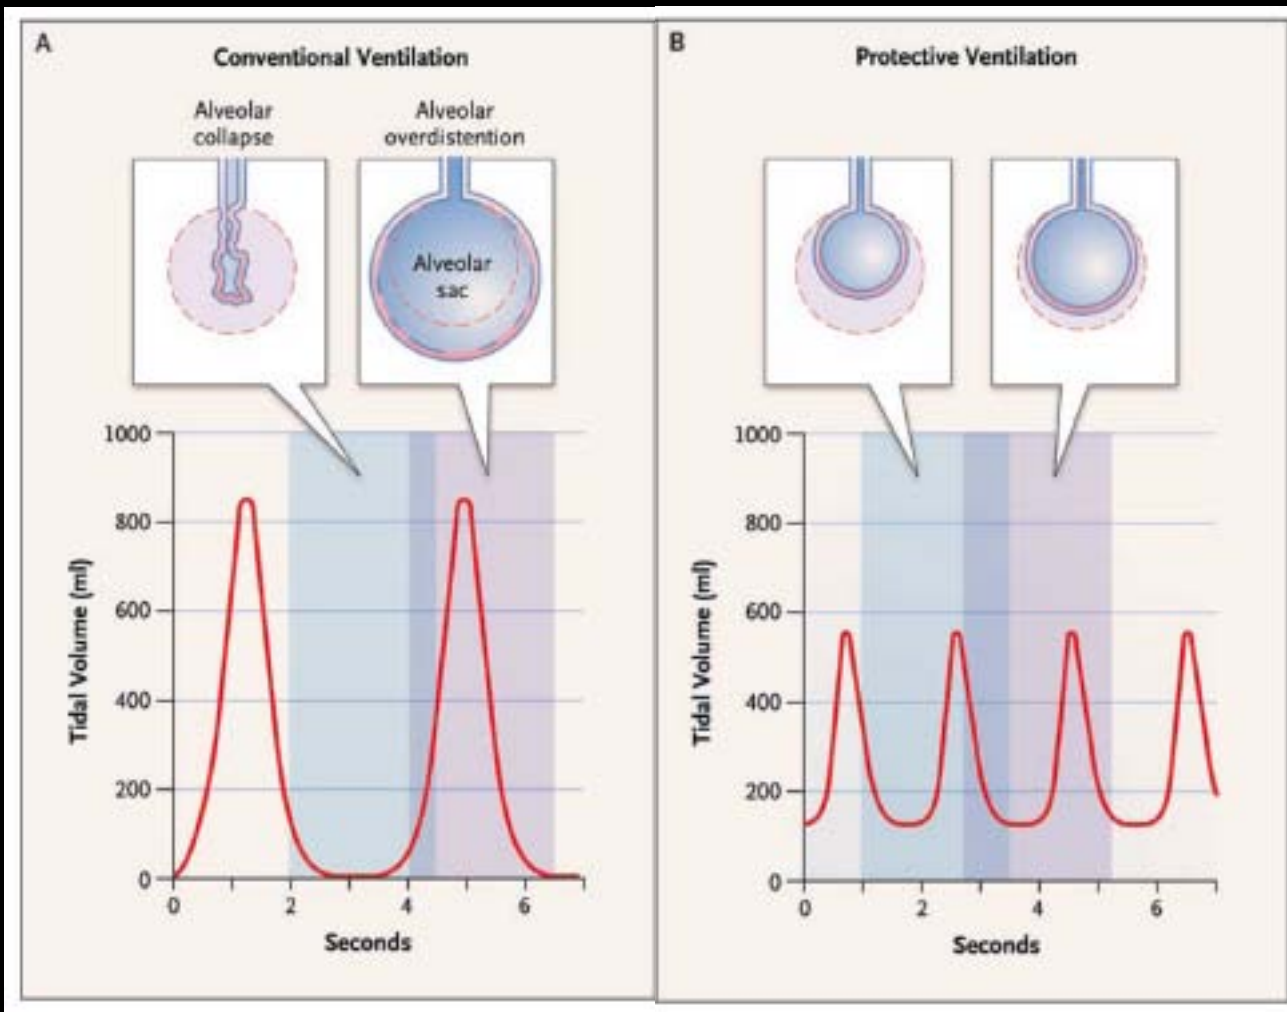 A
Conventional Ventilation
Alveolar
collapse
Alveolar
overdistention
Alveolar
sac
1000
800
600
400
200
0
Tidal Volume (ml)
0
2
4
6
Seconds
B
Protective Ventilation
1000
800
600
400
200
0
Tidal Volume (ml)
0
2
4
6
Seconds